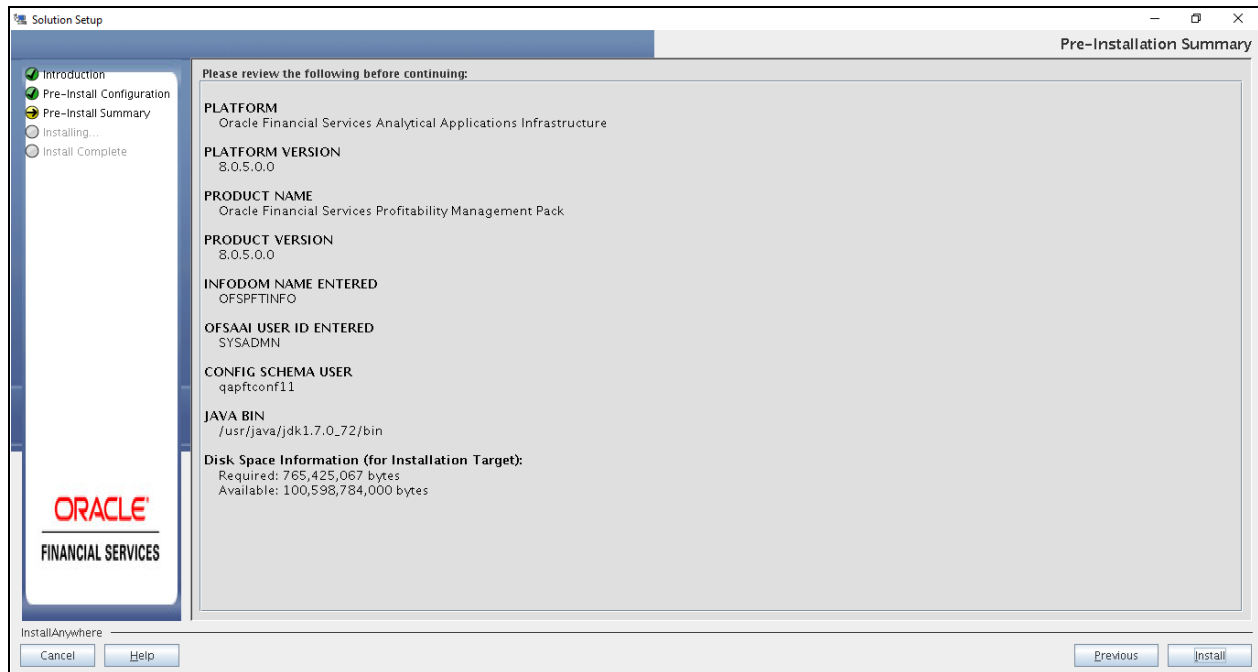 Solution Setup
Pre-Installation Summary
Introduction
Pre-Install Configuration
Pre-Install Summary
Installing...
Install Complete
ORACLE
FINANCIAL SERVICES
Please review the following before continuing:
PLATFORM
Oracle Financial Services Analytical Applications Infrastructure
PLATFORM VERSION
8.0.5.0.0
PRODUCT NAME
Oracle Financial Services Profitability Management Pack
PRODUCT VERSION
8.0.5.0.0
INFODOM NAME ENTERED
OFSPFTINFO
OFSAAI USER ID ENTERED
SYSADMN
CONFIG SCHEMA USER
qapftconf11
JAVA BIN
/usr/java/jdk1.7.0_72/bin
Disk Space Information (for Installation Target):
Required: 765,425,067 bytes
Available: 100,598,784,000 bytes
InstallAnywhere
Cancel
Help
Previous
Install